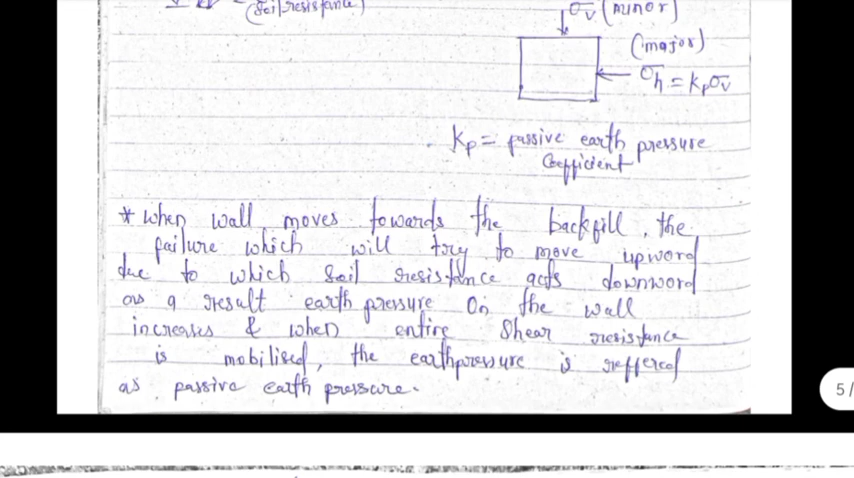 (Soil resistance)
σv (minor)
(major)
σh = kpσv
kp = passive earth pressure
Coefficient
* when wall moves towards the backfill, the
failure which will try to move upword
due to which soil resistance acts downword
as a result earth pressure on the wall
increases & when entire shear resistance
is mobilised, the earthpressure is reffered
as passive earth pressure.
5/